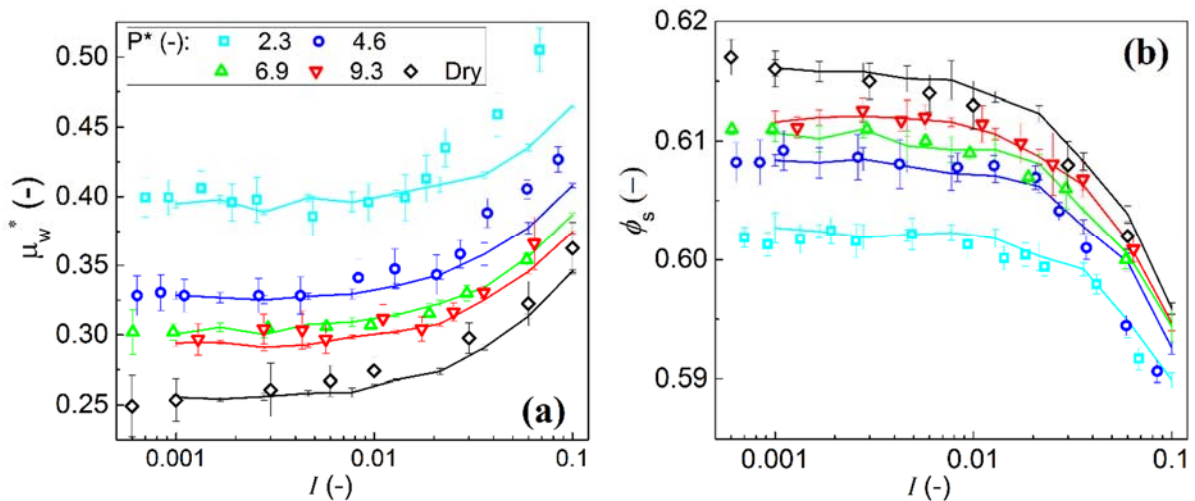 P* (-): 2.3 4.6
6.9 9.3 Dry
0.50
0.45
0.40
0.35
0.30
0.25
μw* (-)
0.001 0.01 0.1
I (-)
(a)
0.62
0.61
0.60
0.59
ϕs (–)
0.001 0.01 0.1
I (-)
(b)